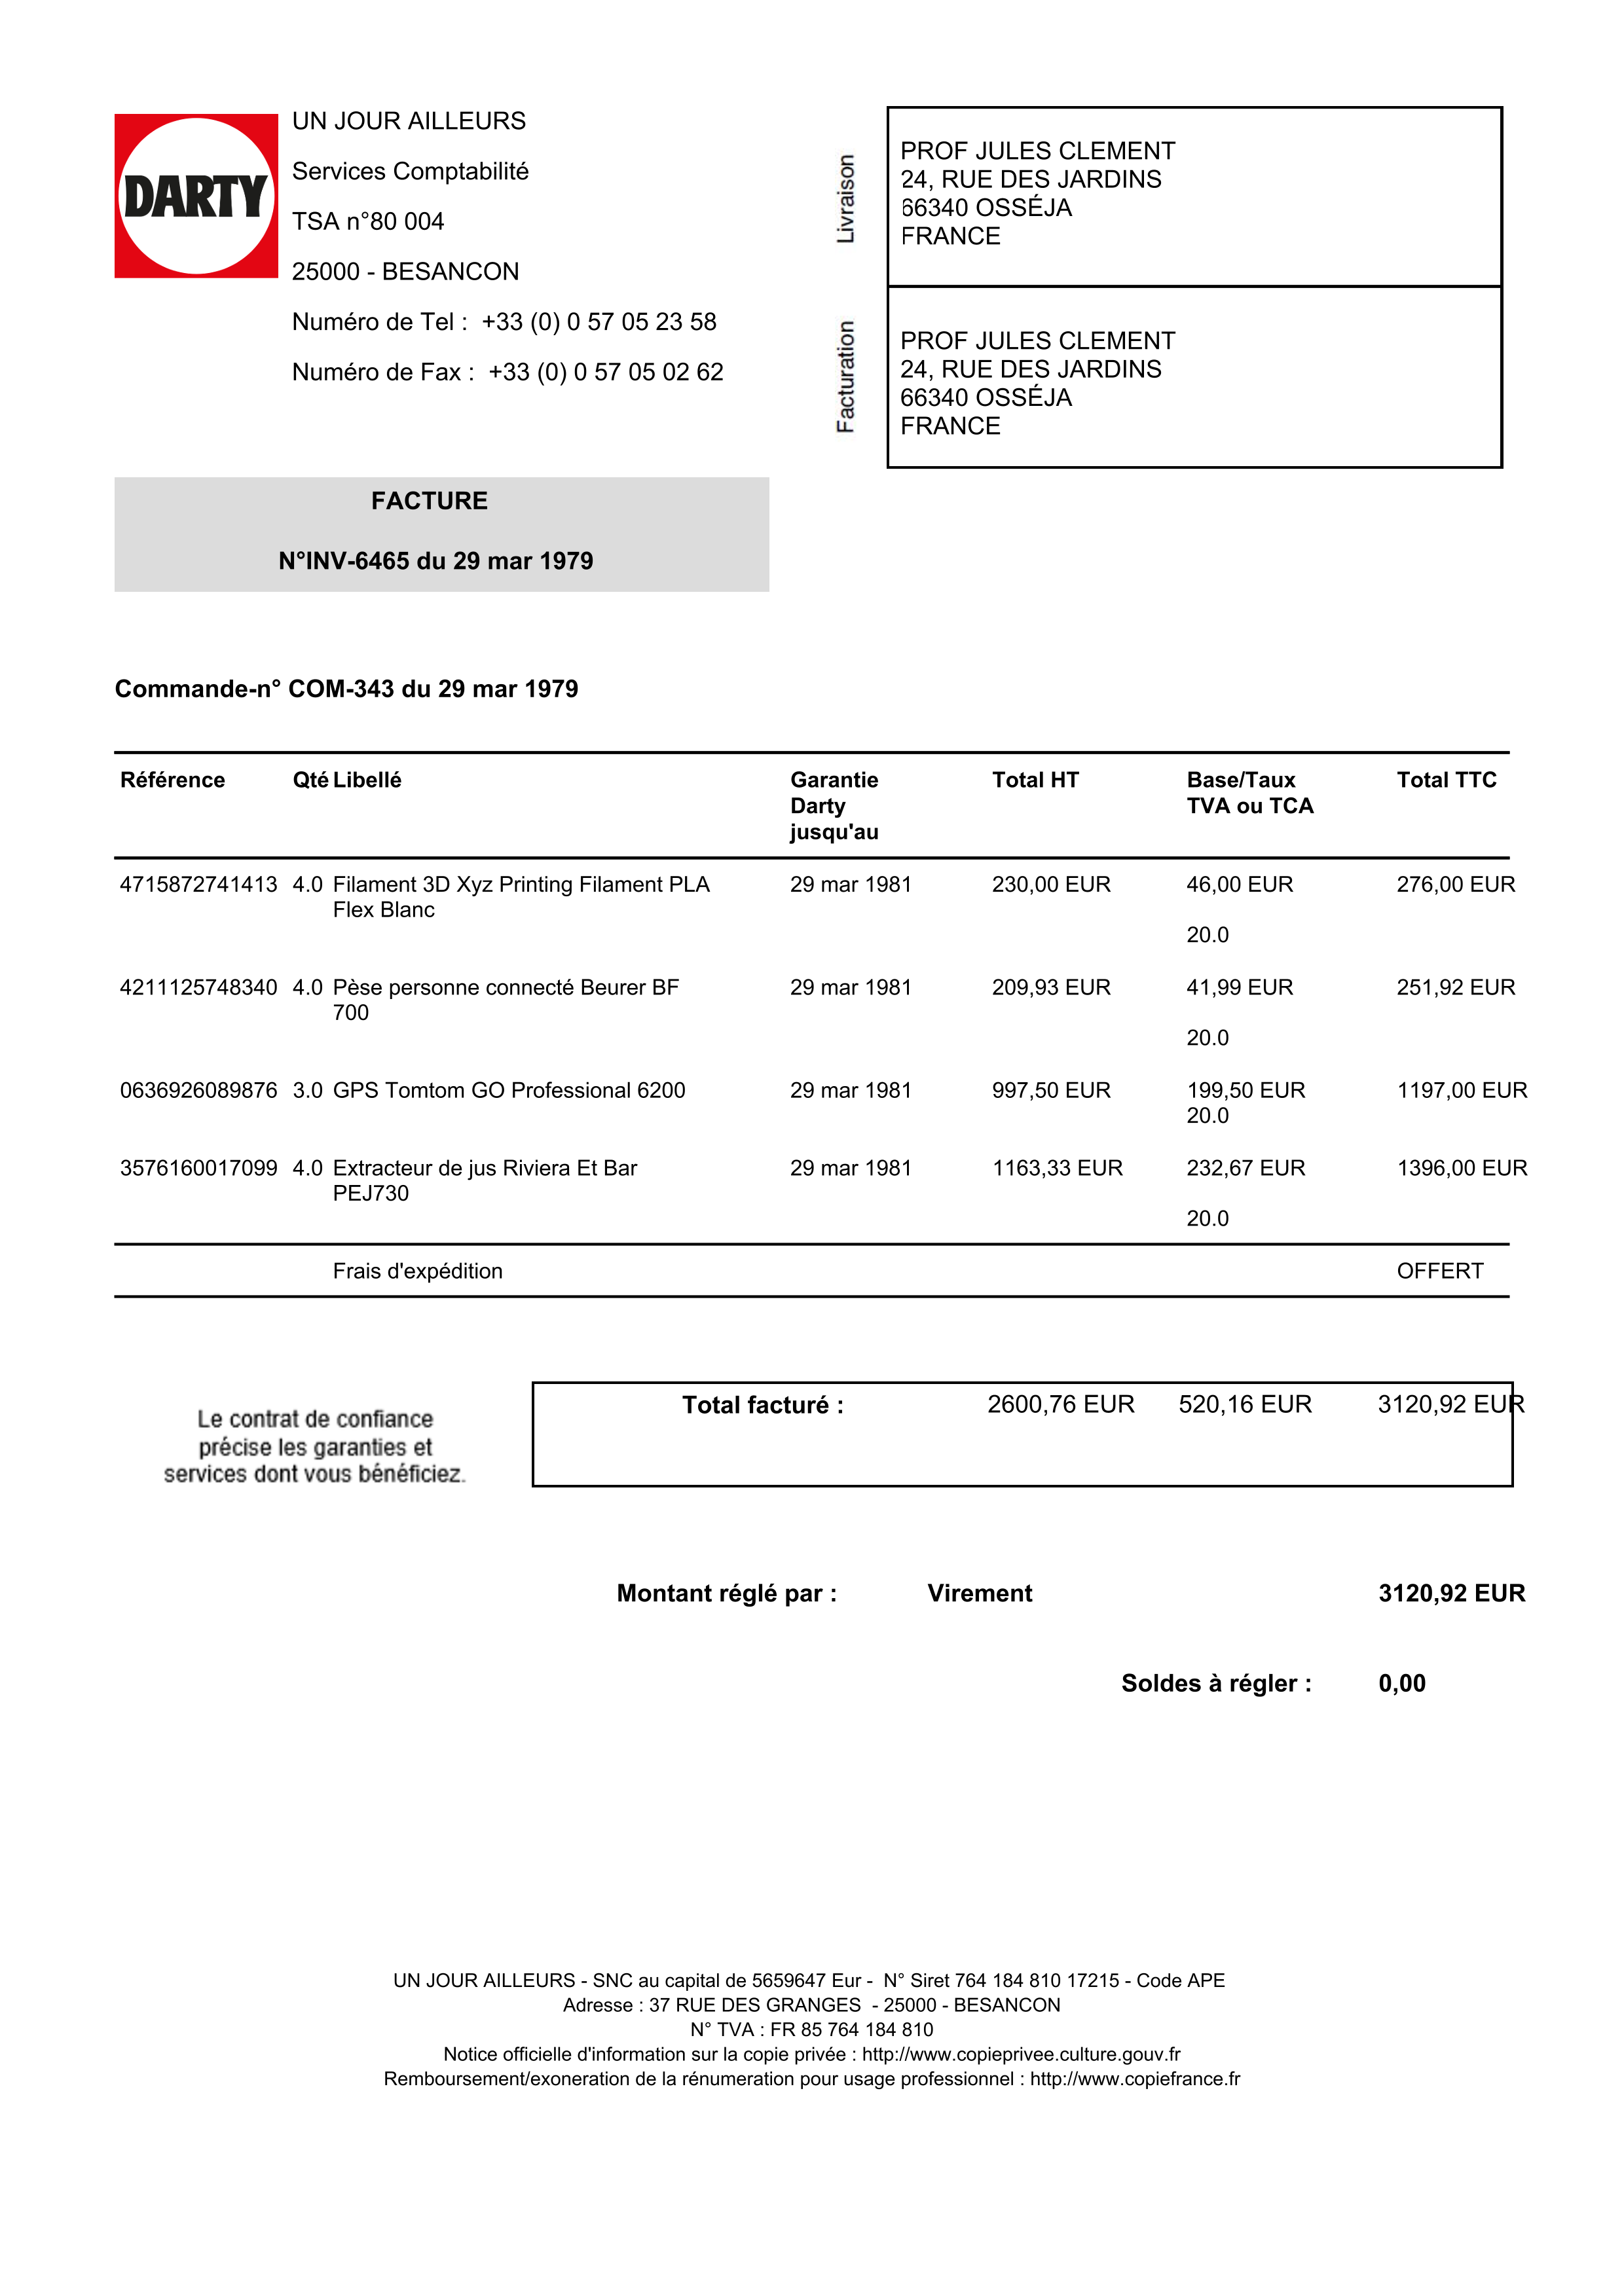 DARTY
UN JOUR AILLEURS
Services Comptabilité
TSA n°80 004
25000 - BESANCON
Numéro de Tel :  +33 (0) 0 57 05 23 58
Numéro de Fax :  +33 (0) 0 57 05 02 62
Livraison
PROF JULES CLEMENT
24, RUE DES JARDINS
66340 OSSÉJA
FRANCE
Facturation
PROF JULES CLEMENT
24, RUE DES JARDINS
66340 OSSÉJA
FRANCE
FACTURE
N°INV-6465 du 29 mar 1979
Commande-n° COM-343 du 29 mar 1979
Référence Qté Libellé Garantie Total HT Base/Taux Total TTC
Darty TVA ou TCA
jusqu'au
4715872741413 4.0 Filament 3D Xyz Printing Filament PLA 29 mar 1981 230,00 EUR 46,00 EUR 276,00 EUR
Flex Blanc
20.0
4211125748340 4.0 Pèse personne connecté Beurer BF 29 mar 1981 209,93 EUR 41,99 EUR 251,92 EUR
700
20.0
0636926089876 3.0 GPS Tomtom GO Professional 6200 29 mar 1981 997,50 EUR 199,50 EUR 1197,00 EUR
20.0
3576160017099 4.0 Extracteur de jus Riviera Et Bar 29 mar 1981 1163,33 EUR 232,67 EUR 1396,00 EUR
PEJ730
20.0
Frais d'expédition OFFERT
Total facturé : 2600,76 EUR 520,16 EUR 3120,92 EUR
Le contrat de confiance
précise les garanties et
services dont vous bénéficiez.
Montant réglé par : Virement 3120,92 EUR
Soldes à régler : 0,00
UN JOUR AILLEURS - SNC au capital de 5659647 Eur -  N° Siret 764 184 810 17215 - Code APE
Adresse : 37 RUE DES GRANGES  - 25000 - BESANCON
N° TVA : FR 85 764 184 810
Notice officielle d'information sur la copie privée : http://www.copieprivee.culture.gouv.fr
Remboursement/exoneration de la rénumeration pour usage professionnel : http://www.copiefrance.fr